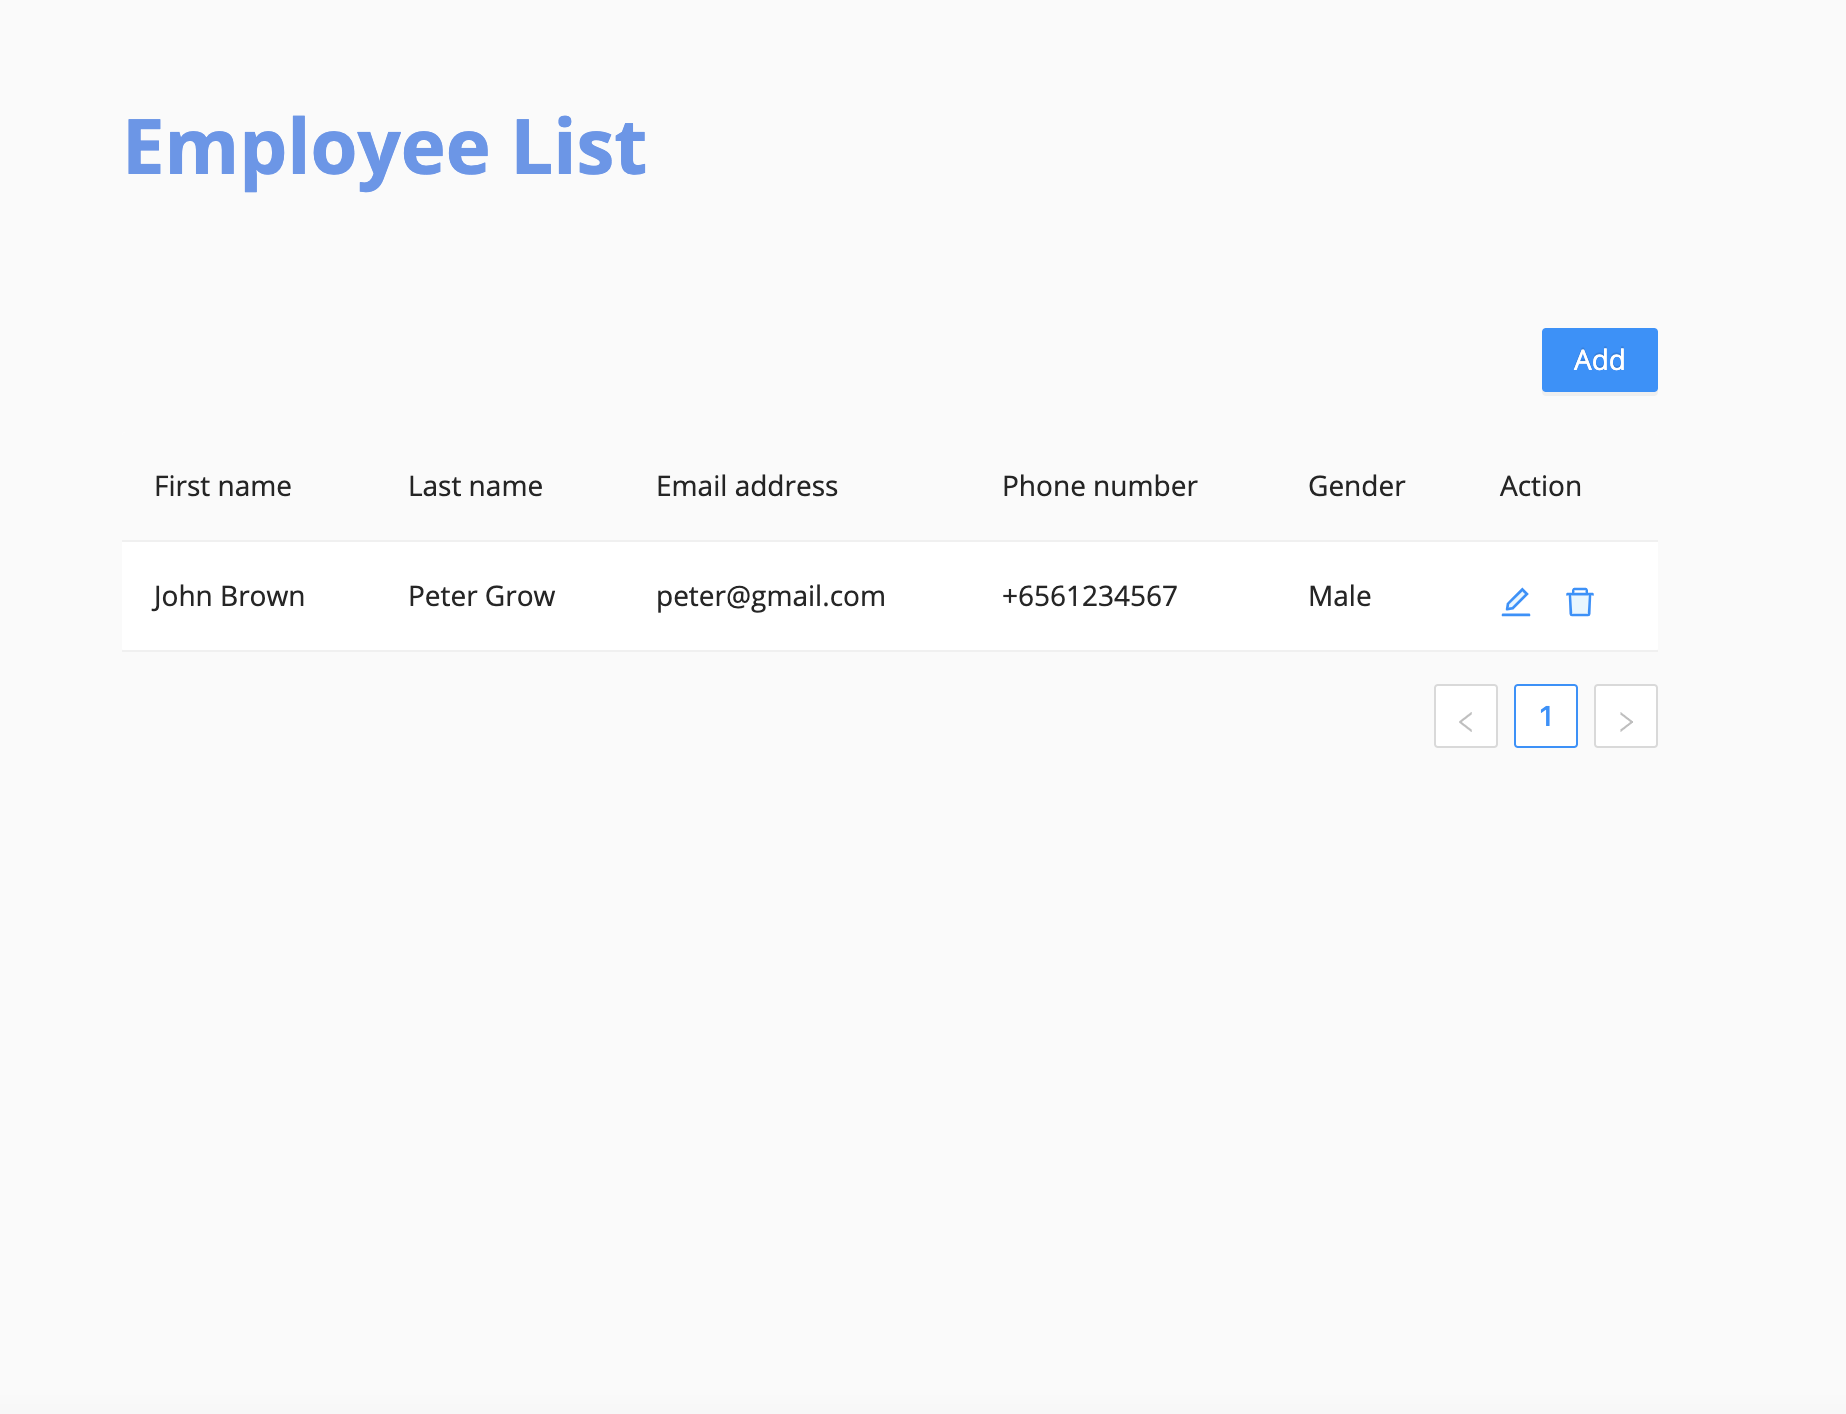 Employee List
Add
First name Last name Email address Phone number Gender Action
John Brown Peter Grow peter@gmail.com +6561234567 Male
< 1 >